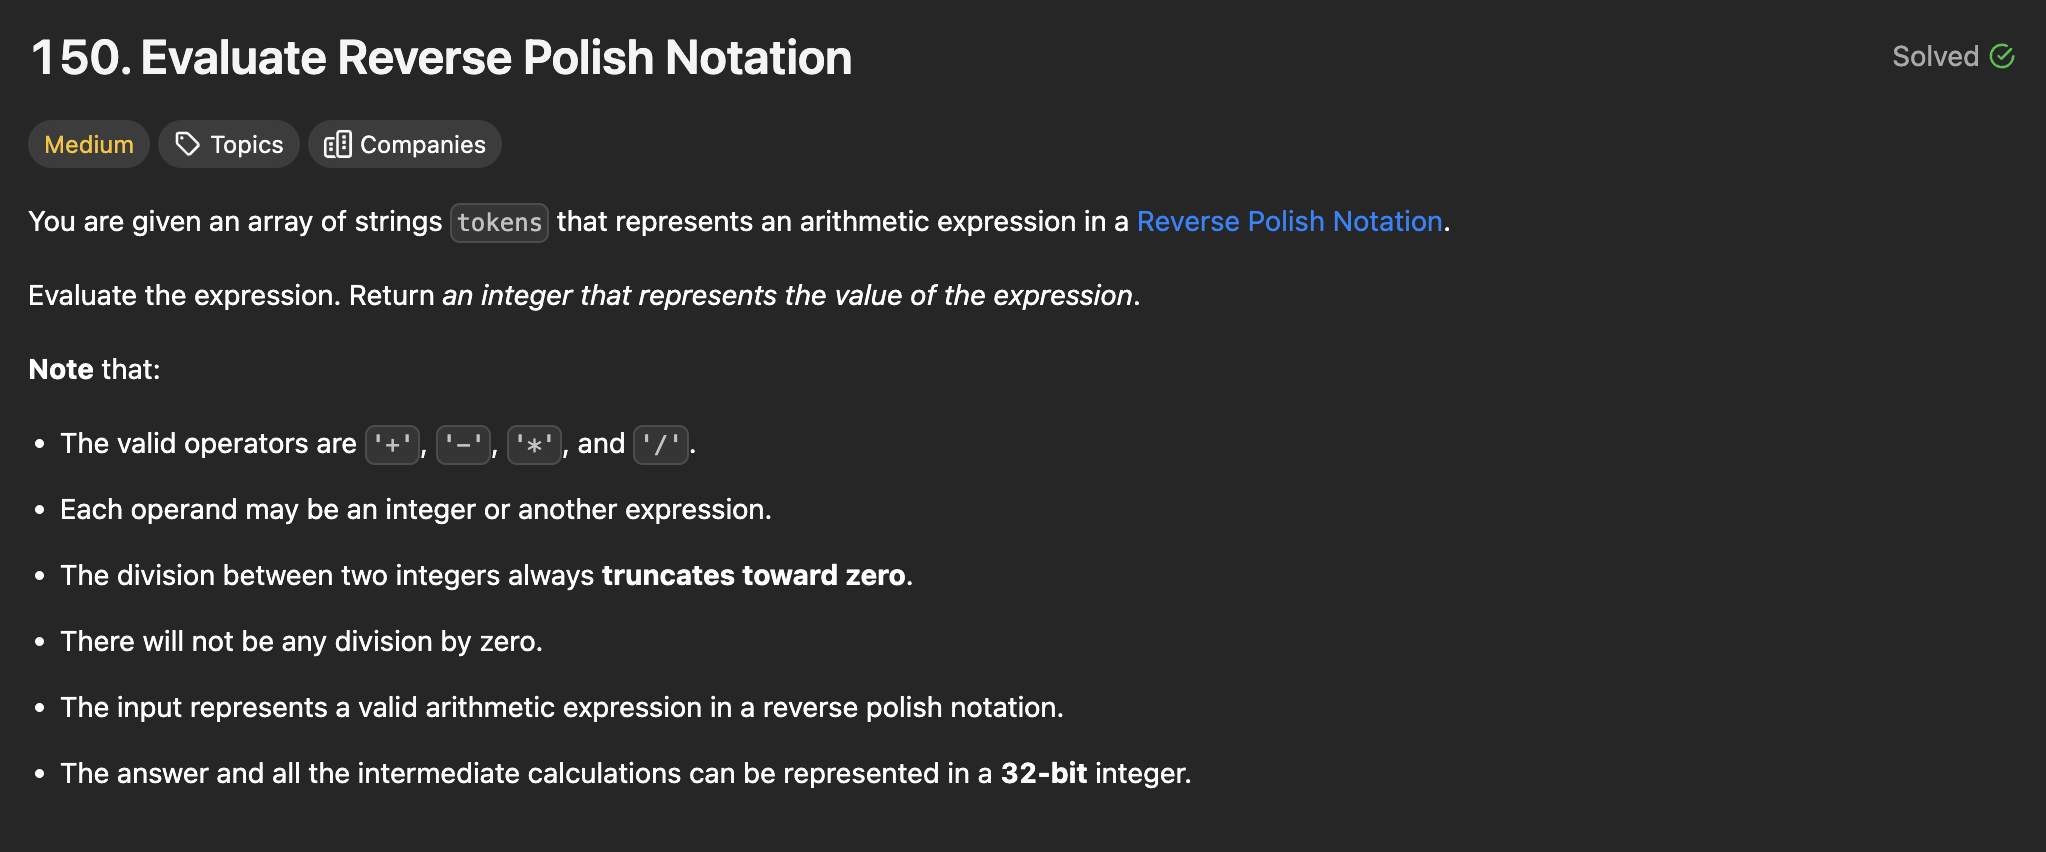 150. Evaluate Reverse Polish Notation
Solved
Medium
Topics
Companies
You are given an array of strings tokens that represents an arithmetic expression in a Reverse Polish Notation.
Evaluate the expression. Return an integer that represents the value of the expression.
Note that:
• The valid operators are '+', '-', '*', and '/'.
• Each operand may be an integer or another expression.
• The division between two integers always truncates toward zero.
• There will not be any division by zero.
• The input represents a valid arithmetic expression in a reverse polish notation.
• The answer and all the intermediate calculations can be represented in a 32-bit integer.